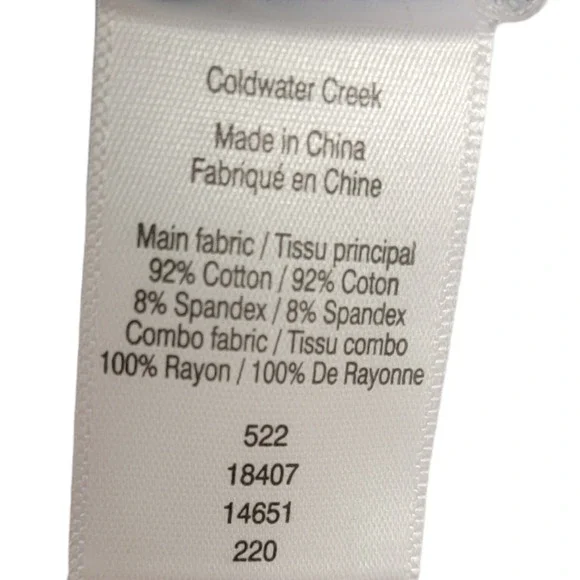 Coldwater Creek
Made in China
Fabriqué en Chine
Main fabric / Tissu principal
92% Cotton / 92% Coton
8% Spandex / 8% Spandex
Combo fabric / Tissu combo
100% Rayon / 100% De Rayonne
522
18407
14651
220